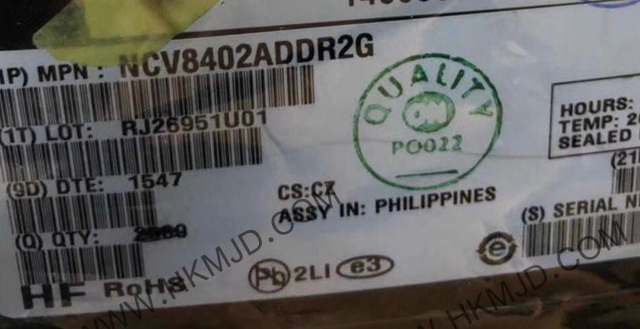 (1P) MPN : NCV8402ADDR2G
QUALITY
ON
PO022
(1T) LOT: RJ26951U01
HOURS:
TEMP:
SEALED
(9D) DTE: 1547
CS:CZ
ASSY IN: PHILIPPINES
(Q) QTY:
(S) SERIAL
HF RoHS
Pb 2LI e3
e
WWW.HKMJD.COM
WWW.HKMJD.COM